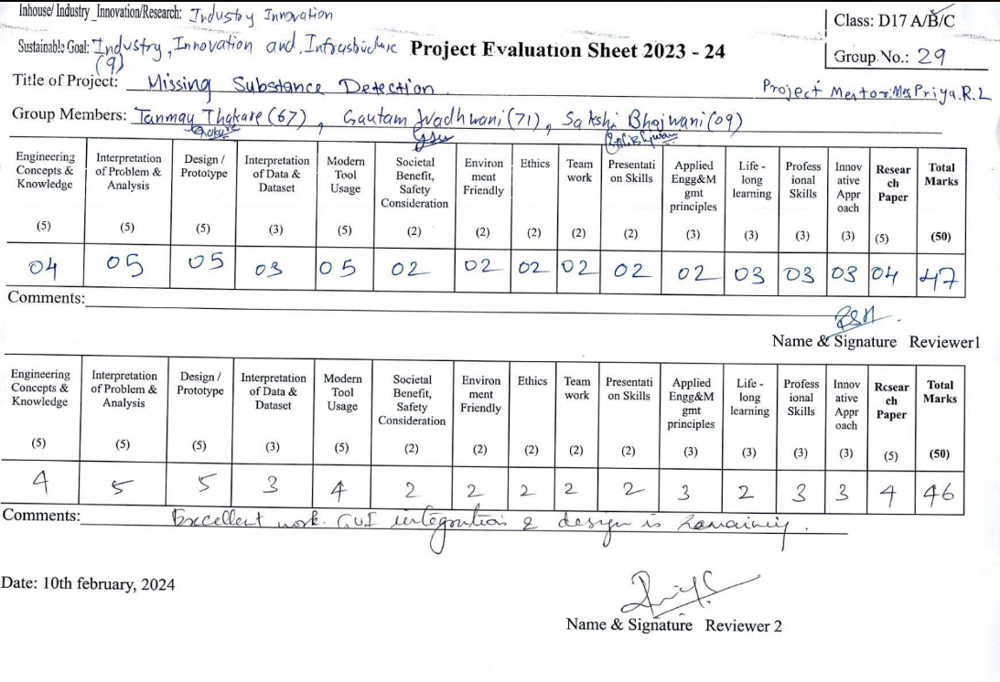 Inhouse/ Industry_Innovation/Research: Industry Innovation
Class: D17 A/B/C
Sustainable Goal: Industry, Innovation and Infrastructure (9)
Project Evaluation Sheet 2023 - 24
Group No.: 29
Title of Project: Missing Substance Detection
Project Mentor: Mrs Priya.R.L
Group Members: Tanmay Thakare (67), Gautam Wadhwani (71), Sakshi Bhojwani (09)
Engineering Concepts & Knowledge (5) Interpretation of Problem & Analysis (5) Design / Prototype (5) Interpretation of Data & Dataset (3) Modern Tool Usage (5) Societal Benefit, Safety Consideration (2) Environ ment Friendly (2) Ethics (2) Team work (2) Presentati on Skills (2) Applied Engg&M gmt principles (3) Life - long learning (3) Profess ional Skills (3) Innov ative Appr oach (3) Resear ch Paper (5) Total Marks (50)
04 05 05 03 05 02 02 02 02 02 02 03 03 03 04 47
Comments:
Name & Signature Reviewer1
Engineering Concepts & Knowledge (5) Interpretation of Problem & Analysis (5) Design / Prototype (5) Interpretation of Data & Dataset (3) Modern Tool Usage (5) Societal Benefit, Safety Consideration (2) Environ ment Friendly (2) Ethics (2) Team work (2) Presentati on Skills (2) Applied Engg&M gmt principles (3) Life - long learning (3) Profess ional Skills (3) Innov ative Appr oach (3) Resear ch Paper (5) Total Marks (50)
4 5 5 3 4 2 2 2 2 2 3 2 3 3 4 46
Comments: Excellent work. GUI integration & design is remaining.
Date: 10th february, 2024
Name & Signature Reviewer 2